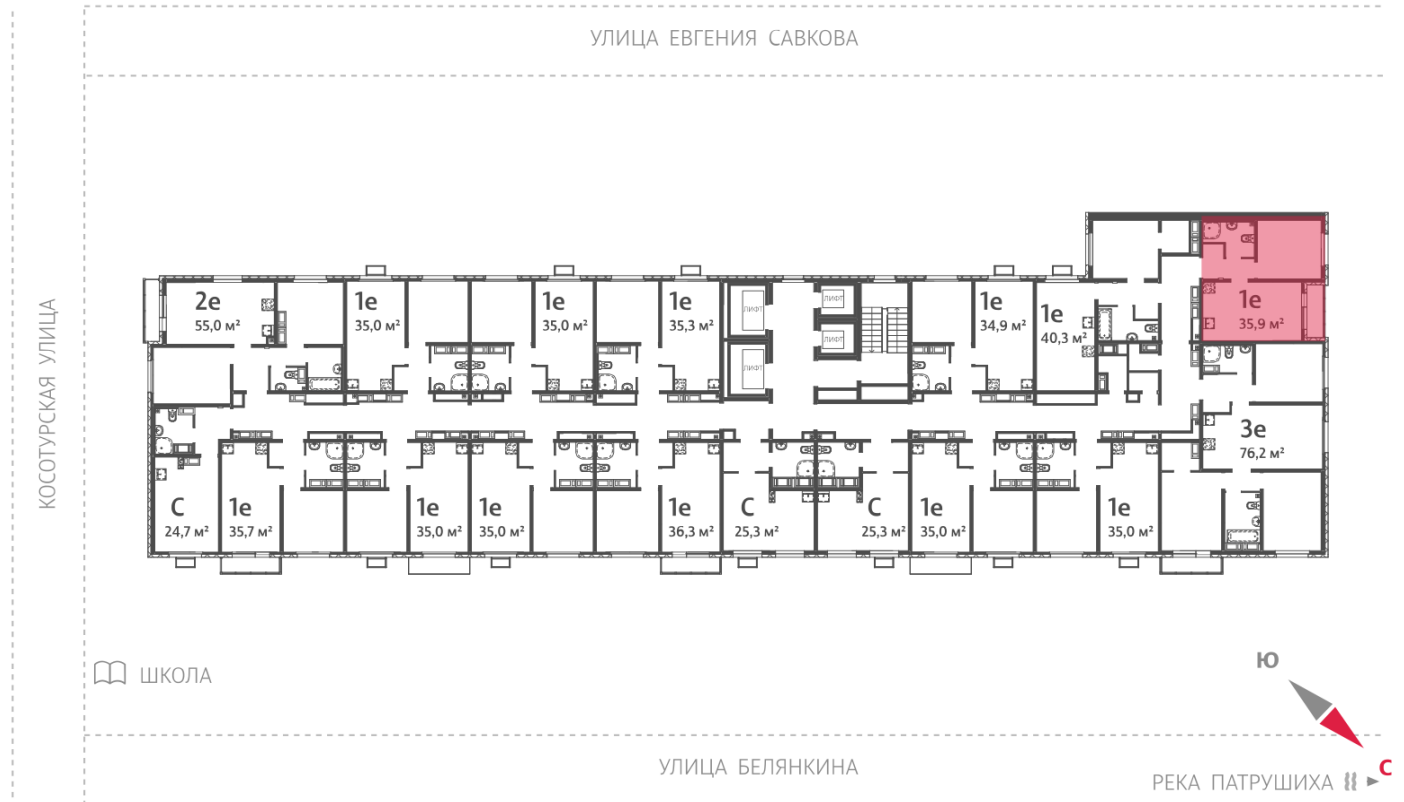 УЛИЦА ЕВГЕНИЯ САВКОВА
КОСОТУРСКАЯ УЛИЦА
2е
55,0 м²
1е
35,0 м²
1е
35,0 м²
1е
35,3 м²
ЛИФТ
ЛИФТ
ЛИФТ
ЛИФТ
1е
34,9 м²
1е
40,3 м²
1е
35,9 м²
3е
76,2 м²
С
24,7 м²
1е
35,7 м²
1е
35,0 м²
1е
35,0 м²
1е
36,3 м²
С
25,3 м²
С
25,3 м²
1е
35,0 м²
1е
35,0 м²
ШКОЛА
Ю
С
УЛИЦА БЕЛЯНКИНА
РЕКА ПАТРУШИХА